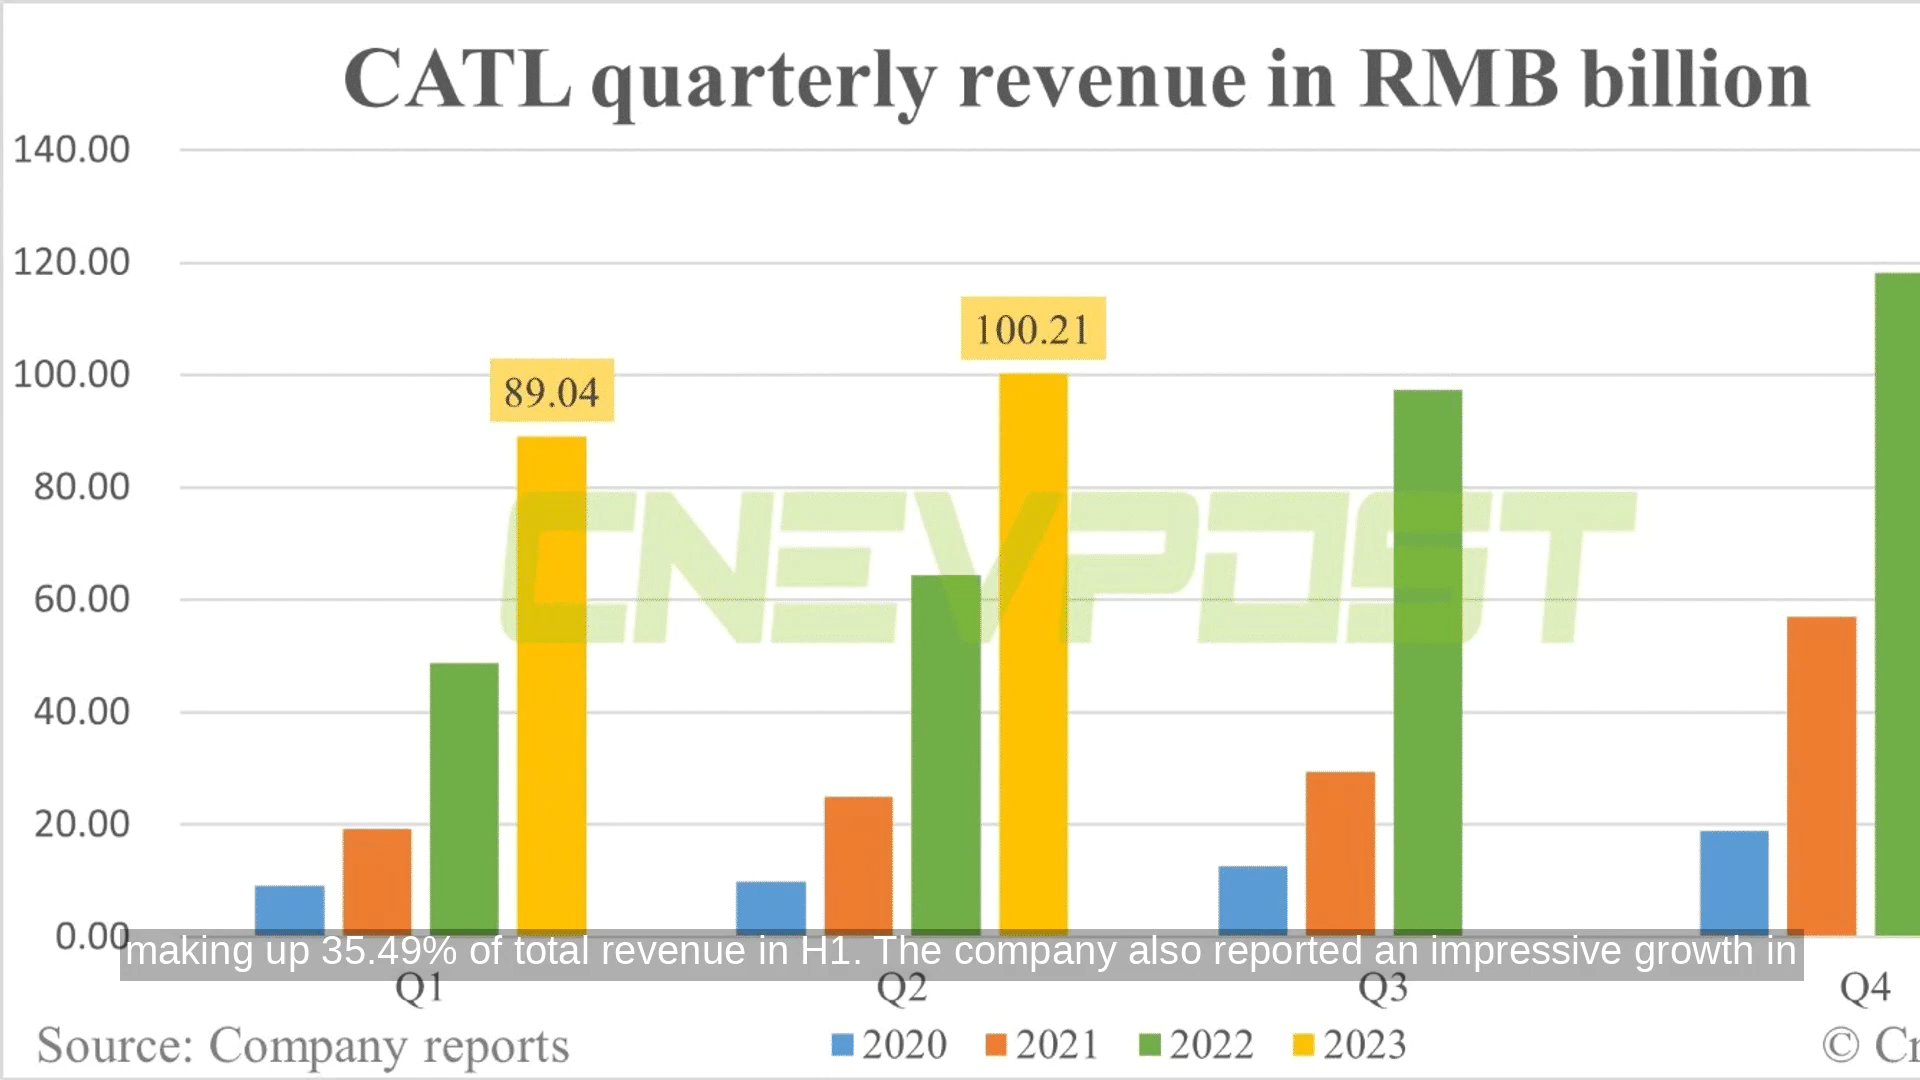 CATL quarterly revenue in RMB billion
140.00
120.00
100.00
80.00
60.00
40.00
20.00
0.00
89.04
100.21
CNEVPOST
making up 35.49% of total revenue in H1. The company also reported an impressive growth in
Q1 Q2 Q3 Q4
Source: Company reports
2020 2021 2022 2023
©